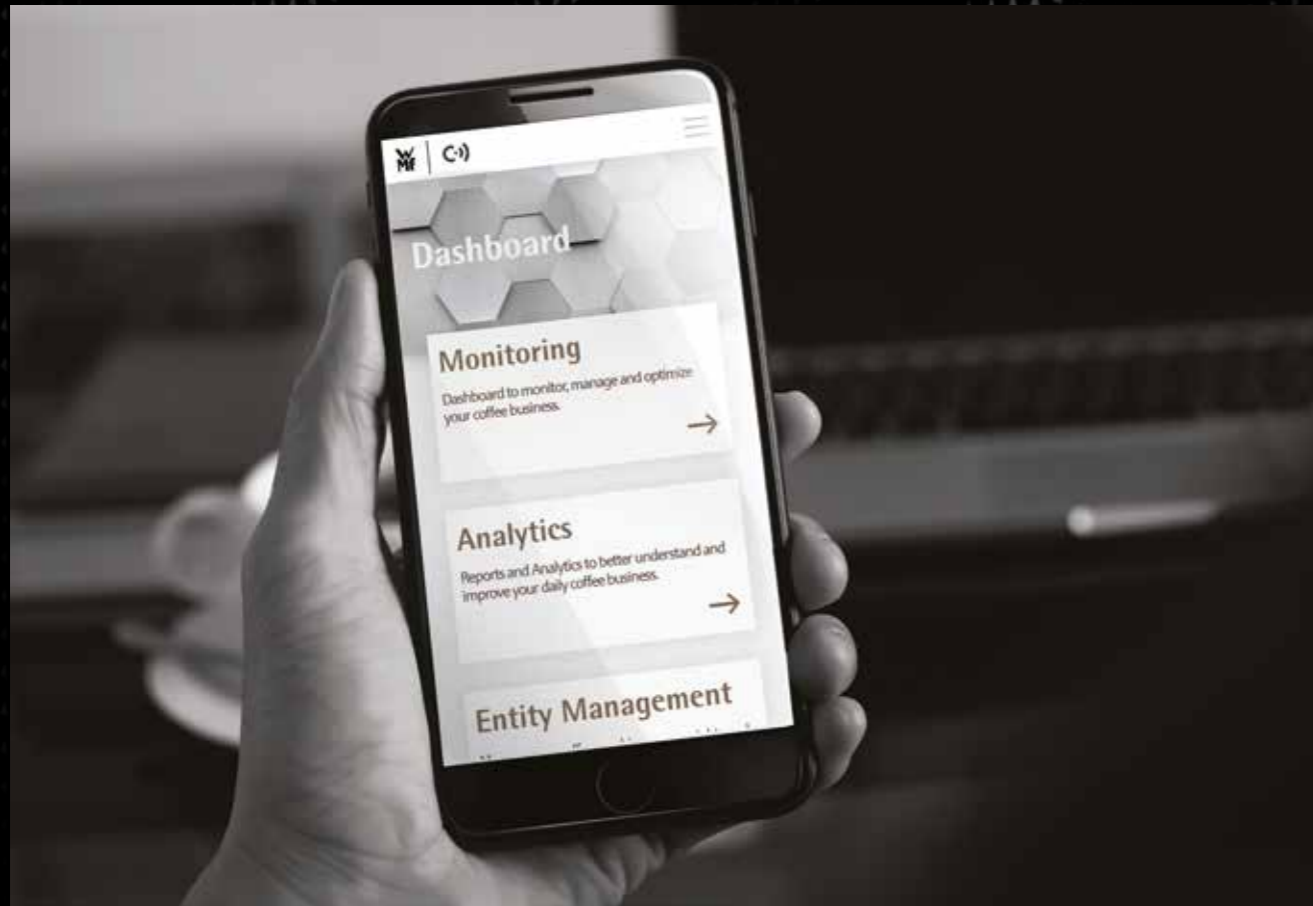 WMF
Dashboard
Monitoring
Dashboard to monitor, manage and optimize
your coffee business.
Analytics
Reports and Analytics to better understand and
improve your daily coffee business.
Entity Management